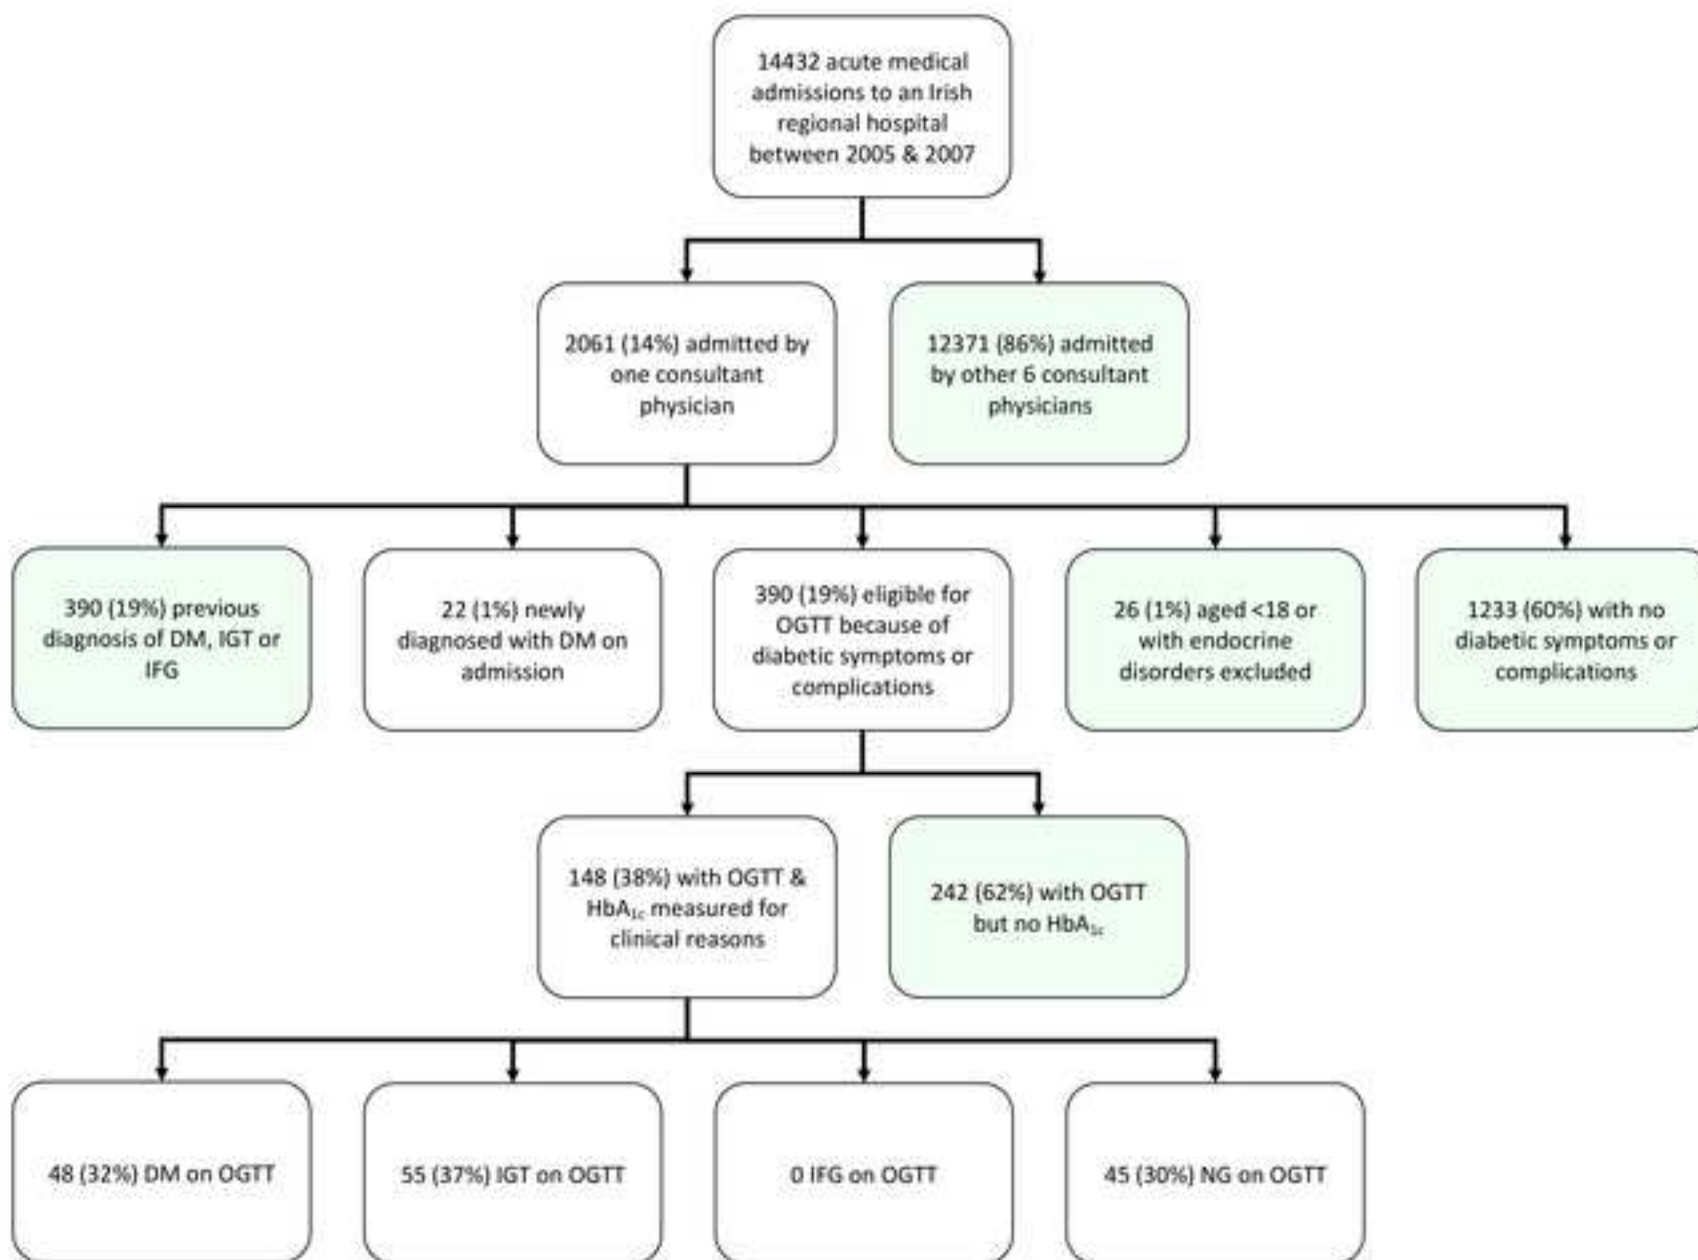 14432 acute medical
admissions to an Irish
regional hospital
between 2005 & 2007
2061 (14%) admitted by
one consultant
physician
12371 (86%) admitted
by other 6 consultant
physicians
390 (19%) previous
diagnosis of DM, IGT or
IFG
22 (1%) newly
diagnosed with DM on
admission
390 (19%) eligible for
OGTT because of
diabetic symptoms or
complications
26 (1%) aged <18 or
with endocrine
disorders excluded
1233 (60%) with no
diabetic symptoms or
complications
148 (38%) with OGTT &
HbA1c measured for
clinical reasons
242 (62%) with OGTT
but no HbA1c
48 (32%) DM on OGTT
55 (37%) IGT on OGTT
0 IFG on OGTT
45 (30%) NG on OGTT